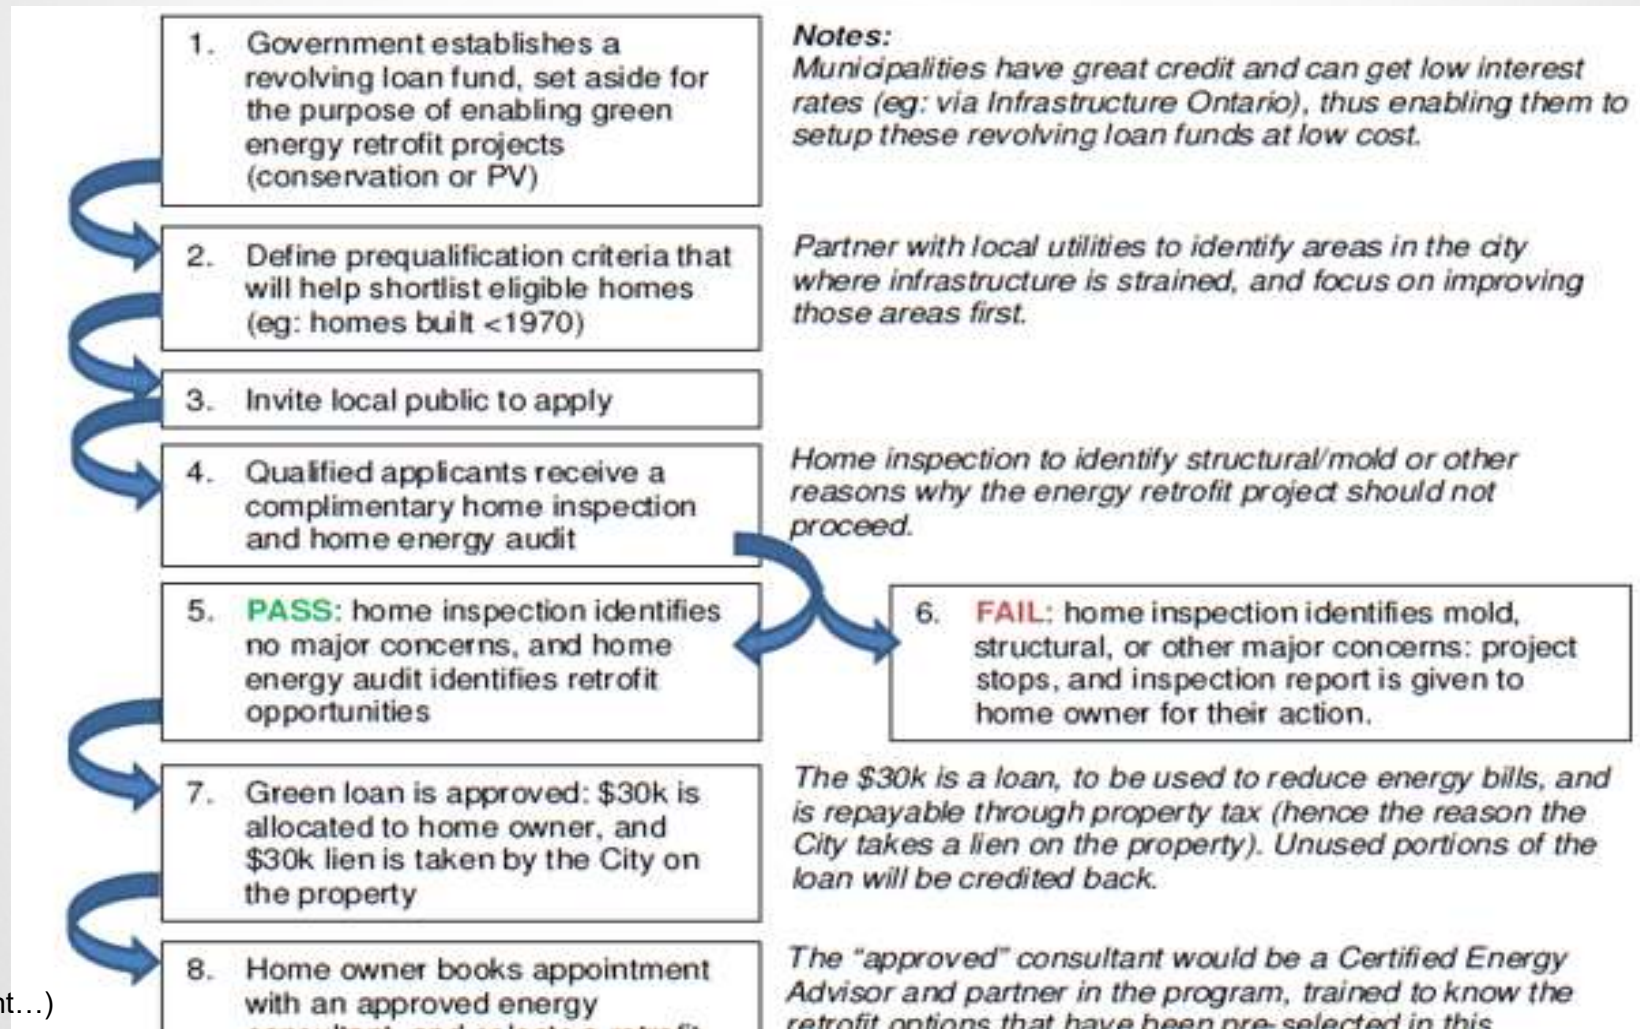 1. Government establishes a
revolving loan fund, set aside for
the purpose of enabling green
energy retrofit projects
(conservation or PV)
Notes:
Municipalities have great credit and can get low interest
rates (eg: via Infrastructure Ontario), thus enabling them to
setup these revolving loan funds at low cost.
2. Define prequalification criteria that
will help shortlist eligible homes
(eg: homes built <1970)
Partner with local utilities to identify areas in the city
where infrastructure is strained, and focus on improving
those areas first.
3. Invite local public to apply
4. Qualified applicants receive a
complimentary home inspection
and home energy audit
Home inspection to identify structural/mold or other
reasons why the energy retrofit project should not
proceed.
5. PASS: home inspection identifies
no major concerns, and home
energy audit identifies retrofit
opportunities
6. FAIL: home inspection identifies mold,
structural, or other major concerns: project
stops, and inspection report is given to
home owner for their action.
7. Green loan is approved: $30k is
allocated to home owner, and
$30k lien is taken by the City on
the property
The $30k is a loan, to be used to reduce energy bills, and
is repayable through property tax (hence the reason the
City takes a lien on the property). Unused portions of the
loan will be credited back.
8. Home owner books appointment
with an approved energy
The "approved" consultant would be a Certified Energy
Advisor and partner in the program, trained to know the
retrofit options that have been pre-selected in this
nt...)